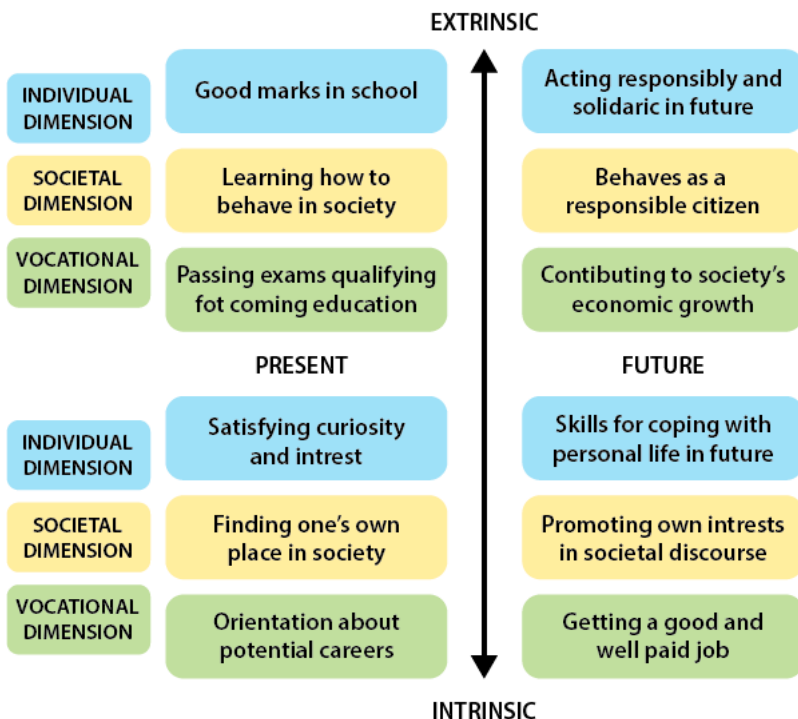 EXTRINSIC
INDIVIDUAL
DIMENSION
Good marks in school
Acting responsibly and
solidaric in future
SOCIETAL
DIMENSION
Learning how to
behave in society
Behaves as a
responsible citizen
VOCATIONAL
DIMENSION
Passing exams qualifying
fot coming education
Contibuting to society's
economic growth
PRESENT
FUTURE
INDIVIDUAL
DIMENSION
Satisfying curiosity
and intrest
Skills for coping with
personal life in future
SOCIETAL
DIMENSION
Finding one's own
place in society
Promoting own intrests
in societal discourse
VOCATIONAL
DIMENSION
Orientation about
potential careers
Getting a good and
well paid job
INTRINSIC